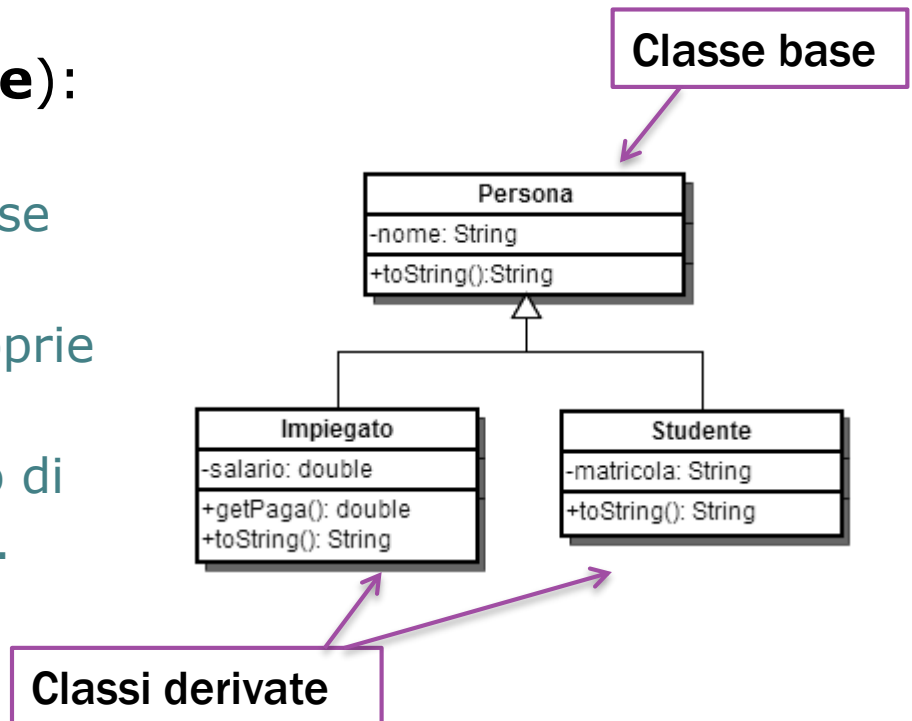 Classe base
e):
se
prie
di
.
Persona
-nome: String
+toString():String
Impiegato
-salario: double
+getPaga(): double
+toString(): String
Studente
-matricola: String
+toString(): String
Classi derivate